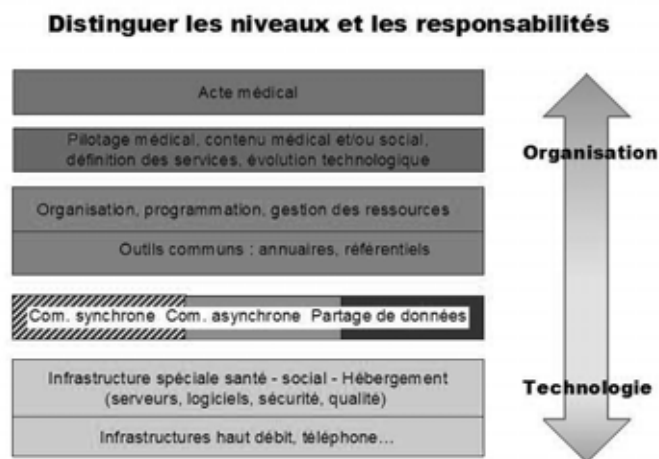 Distinguer les niveaux et les responsabilités
Acte médical
Pilotage médical, contenu médical et/ou social,
définition des services, évolution technologique
Organisation
Organisation, programmation, gestion des ressources
Outils communs : annuaires, référentiels
Com. synchrone Com. asynchrone Partage de données
Infrastructure spéciale santé - social - Hébergement
(serveurs, logiciels, sécurité, qualité)
Technologie
Infrastructures haut débit, téléphone...